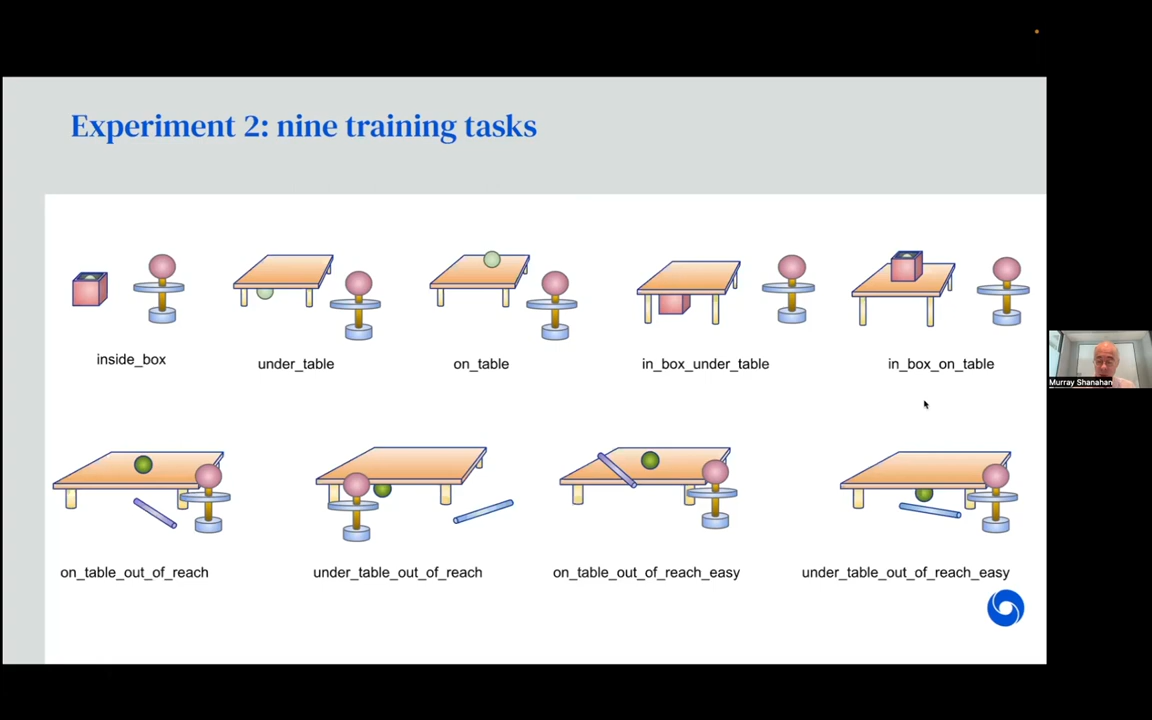 Experiment 2: nine training tasks
inside_box
under_table
on_table
in_box_under_table
in_box_on_table
Murray Shanahan
on_table_out_of_reach
under_table_out_of_reach
on_table_out_of_reach_easy
under_table_out_of_reach_easy